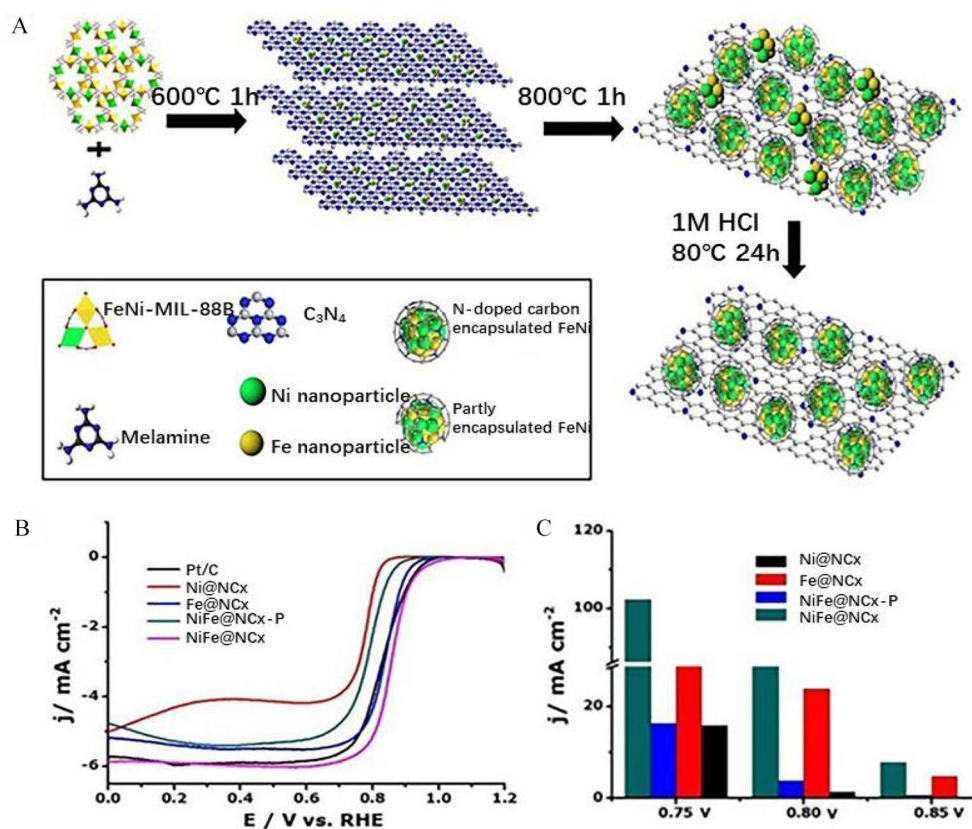 A
600℃ 1h
800℃ 1h
+
1M HCl
80℃ 24h
FeNi-MIL-88B
C₃N₄
N-doped carbon
encapsulated FeNi
Ni nanoparticle
Melamine
Fe nanoparticle
Partly
encapsulated FeNi
B
j/ mA cm⁻²
0
-2
-4
-6
Pt/C
Ni@NCx
Fe@NCx
NiFe@NCx-P
NiFe@NCx
0.0 0.2 0.4 0.6 0.8 1.0 1.2
E / V vs. RHE
C
j/ mA cm⁻²
120
100
20
0
Ni@NCx
Fe@NCx
NiFe@NCx-P
NiFe@NCx
0.75 V 0.80 V 0.85 V